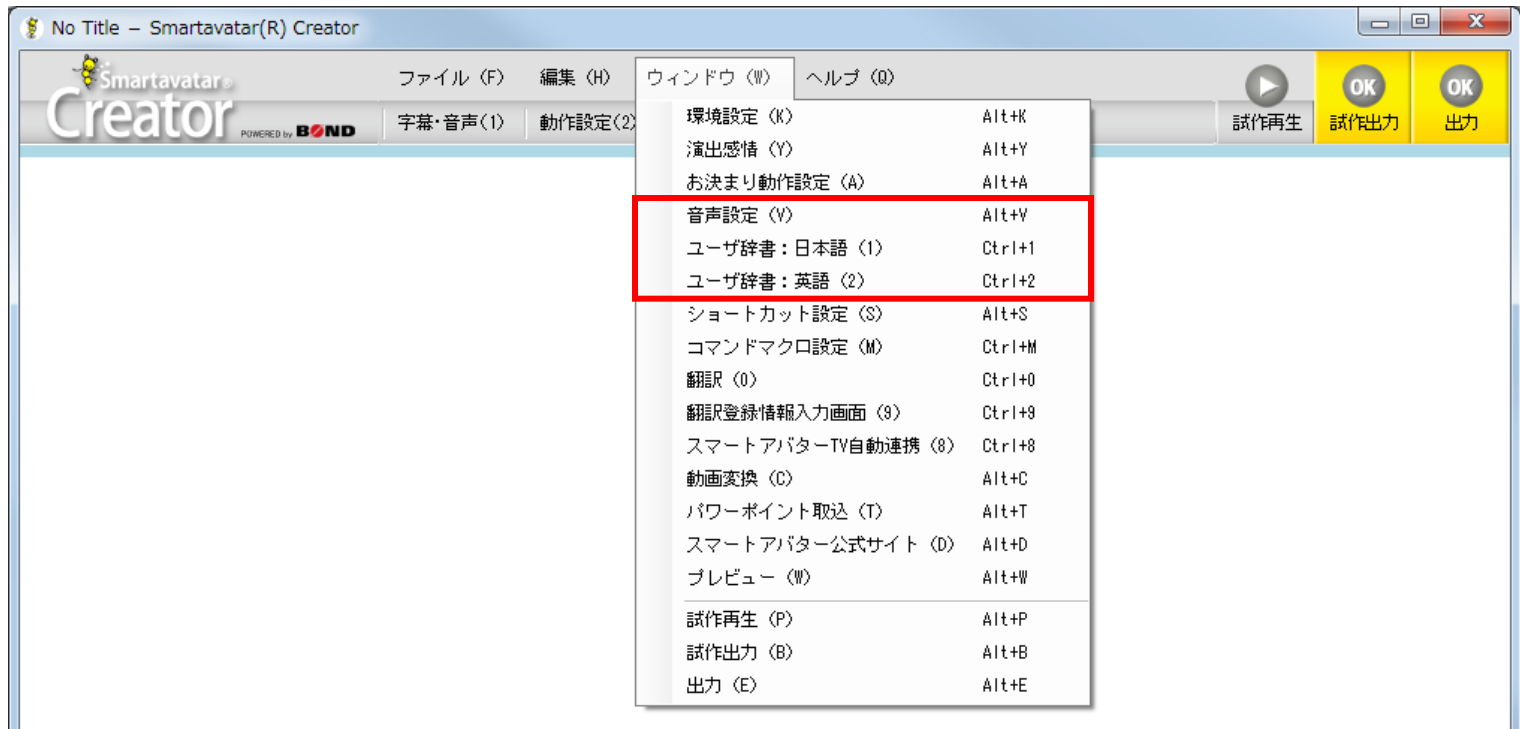 No Title – Smartavatar(R) Creator
Smartavatar®
Creator POWERED by BOND
ファイル (F) 編集 (H) ウィンドウ (W) ヘルプ (Q)
字幕・音声(1) 動作設定(2)
試作再生 OK 試作出力 OK 出力
環境設定 (K) Alt+K
演出感情 (Y) Alt+Y
お決まり動作設定 (A) Alt+A
音声設定 (V) Alt+V
ユーザ辞書：日本語 (1) Ctrl+1
ユーザ辞書：英語 (2) Ctrl+2
ショートカット設定 (S) Alt+S
コマンドマクロ設定 (M) Ctrl+M
翻訳 (0) Ctrl+0
翻訳登録情報入力画面 (9) Ctrl+9
スマートアバターTV自動連携 (8) Ctrl+8
動画変換 (C) Alt+C
パワーポイント取込 (T) Alt+T
スマートアバター公式サイト (D) Alt+D
プレビュー (W) Alt+W
試作再生 (P) Alt+P
試作出力 (B) Alt+B
出力 (E) Alt+E